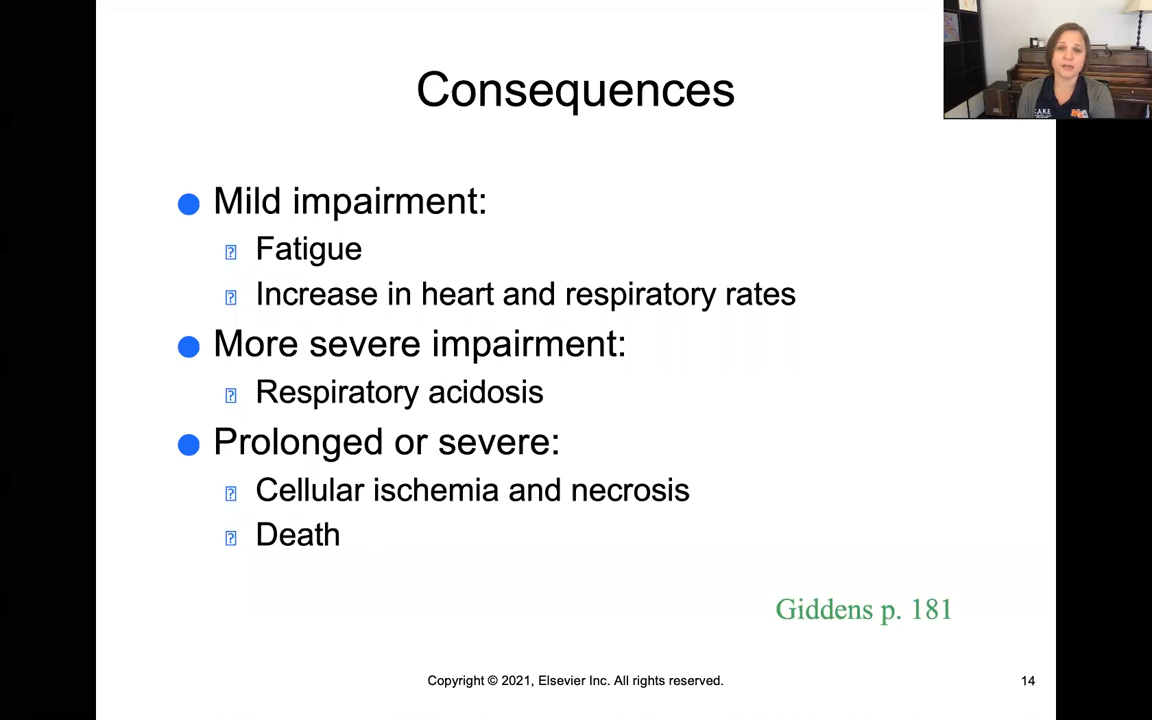 Consequences
Mild impairment:
Fatigue
Increase in heart and respiratory rates
More severe impairment:
Respiratory acidosis
Prolonged or severe:
Cellular ischemia and necrosis
Death
Giddens p. 181
Copyright © 2021, Elsevier Inc. All rights reserved.
14